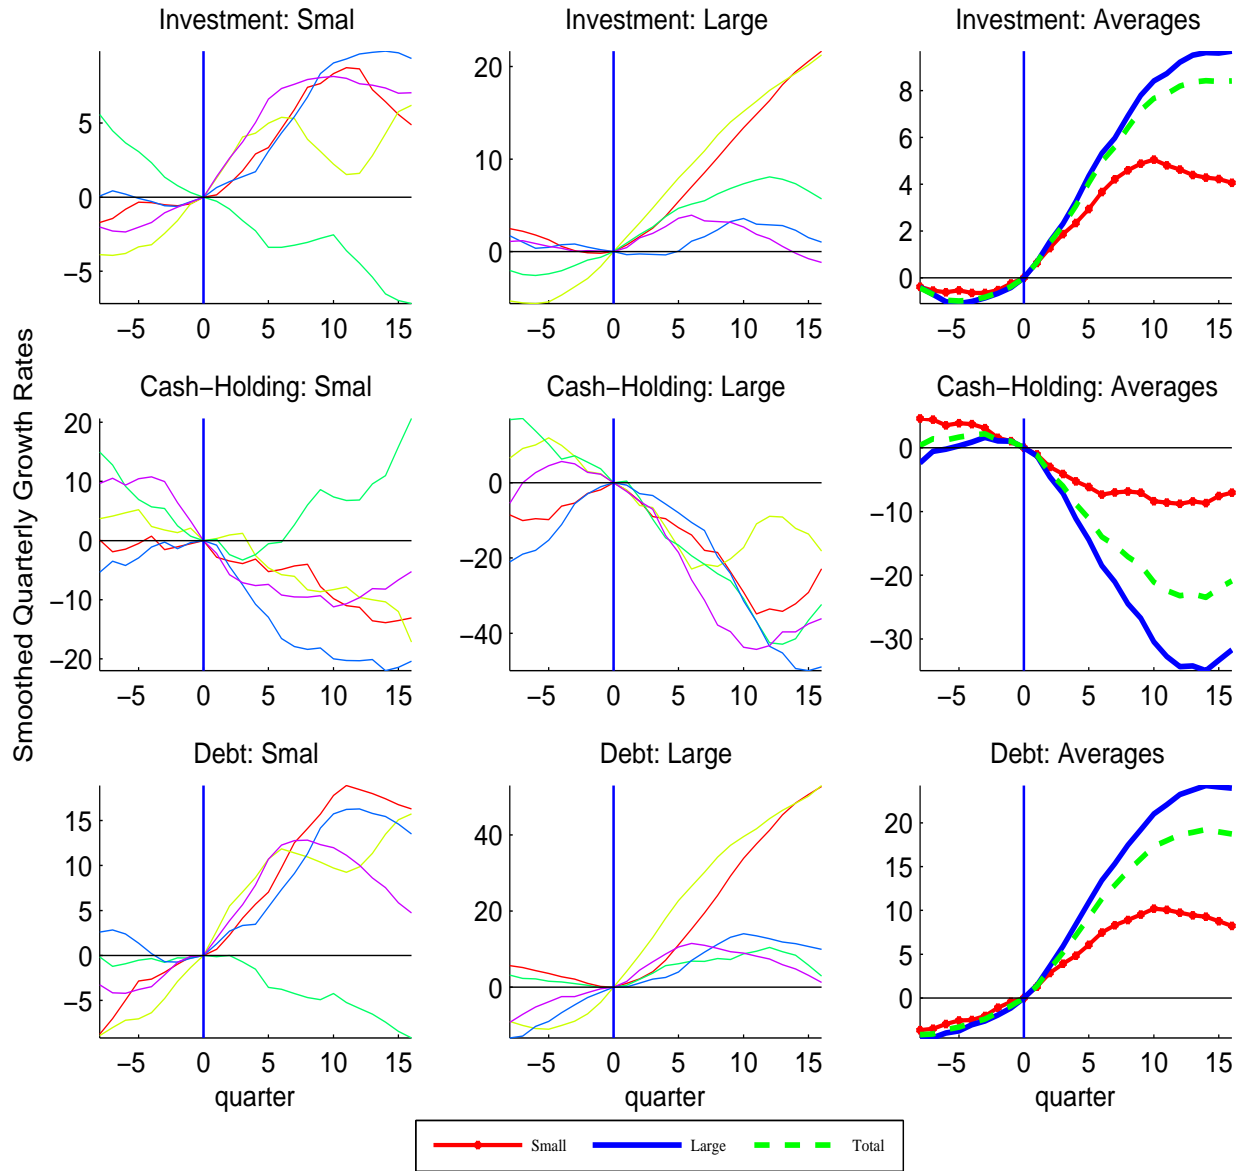 Investment: Smal
Investment: Large
Investment: Averages
5
0
−5
−5 0 5 10 15
20
10
0
−5 0 5 10 15
8
6
4
2
0
−5 0 5 10 15
Smoothed Quarterly Growth Rates
Cash−Holding: Smal
Cash−Holding: Large
Cash−Holding: Averages
20
10
0
−10
−20
−5 0 5 10 15
0
−20
−40
−5 0 5 10 15
0
−10
−20
−30
−5 0 5 10 15
Debt: Smal
Debt: Large
Debt: Averages
15
10
5
0
−5
−5 0 5 10 15
quarter
40
20
0
−5 0 5 10 15
quarter
20
15
10
5
0
−5 0 5 10 15
quarter
Small Large Total